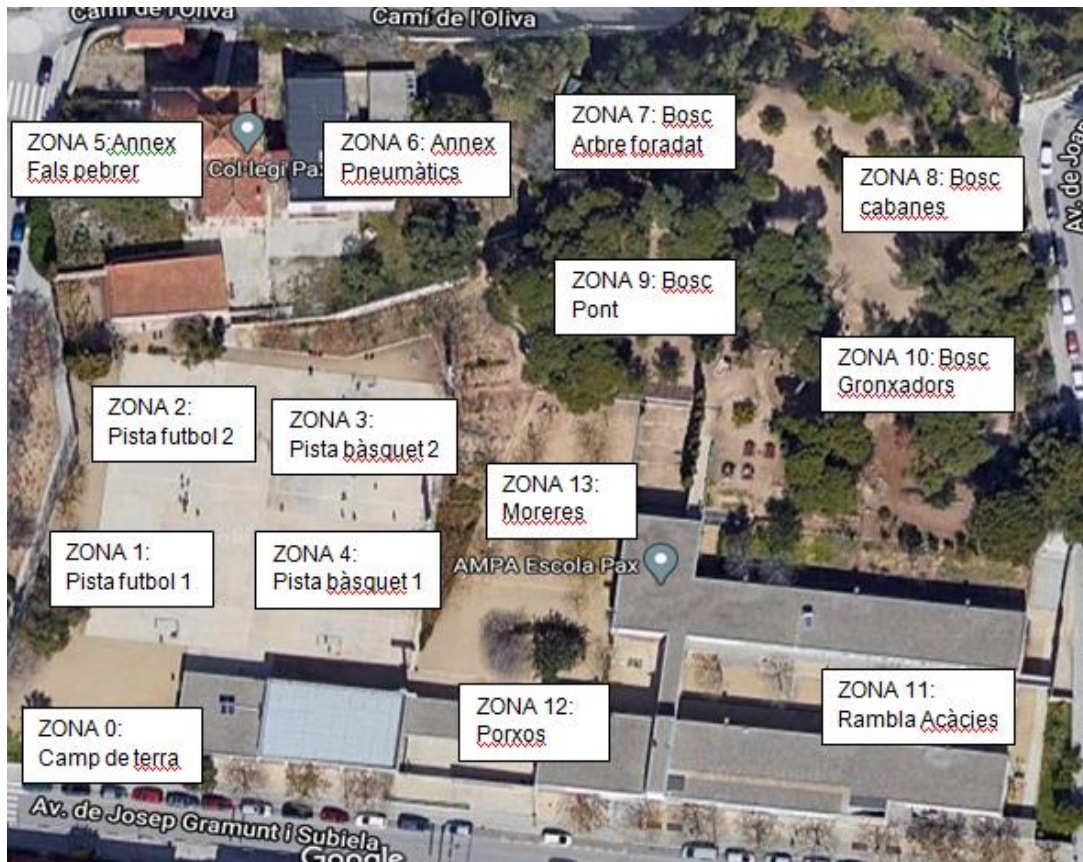 Camí de l'Oliva
Camí de l'Oliva
ZONA 5:Annex
Fals pebrer
Col·legi Pax
ZONA 6: Annex
Pneumàtics
ZONA 7: Bosc
Arbre foradat
ZONA 8: Bosc
cabanes
Av. de Joa
ZONA 9: Bosc
Pont
ZONA 10: Bosc
Gronxadors
ZONA 2:
Pista futbol 2
ZONA 3:
Pista bàsquet 2
ZONA 13:
Moreres
ZONA 1:
Pista futbol 1
ZONA 4:
Pista bàsquet 1
AMPA Escola Pax
ZONA 11:
Rambla Acàcies
ZONA 12:
Porxos
ZONA 0:
Camp de terra
Av. de Josep Gramunt i Subiela
Google